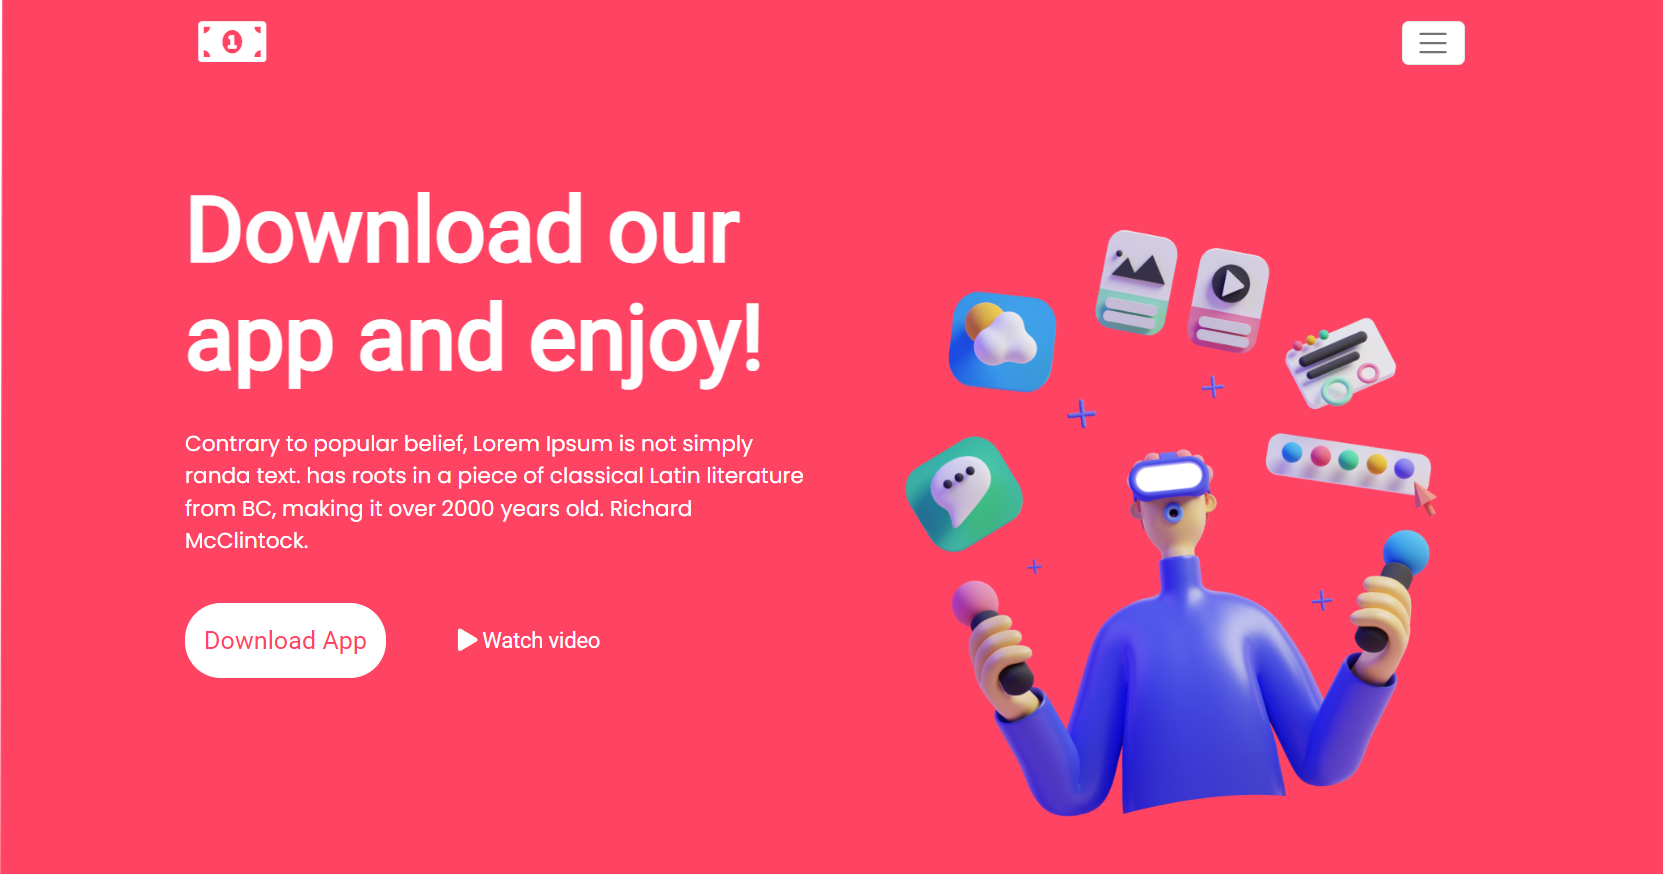 1
Download our
app and enjoy!
Contrary to popular belief, Lorem Ipsum is not simply
randa text. has roots in a piece of classical Latin literature
from BC, making it over 2000 years old. Richard
McClintock.
Download App
Watch video